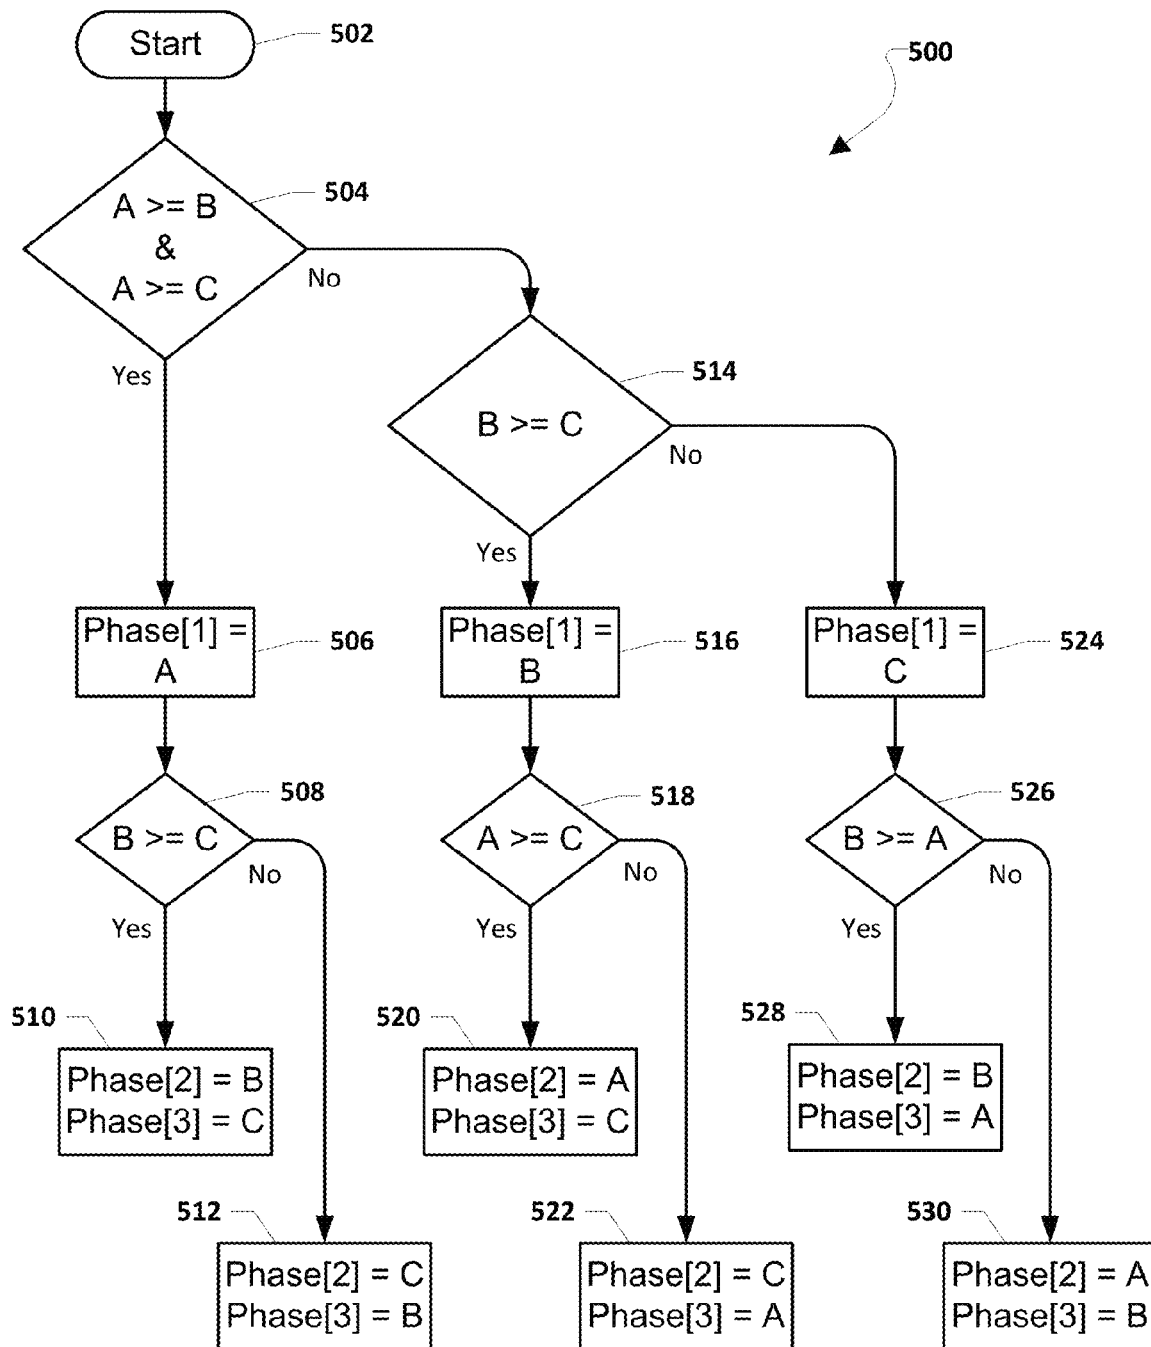 Start
502
500
A >= B
&
A >= C
504
No
Yes
B >= C
514
No
Yes
Phase[1] =
A
506
Phase[1] =
B
516
Phase[1] =
C
524
B >= C
508
No
Yes
A >= C
518
No
Yes
B >= A
526
No
Yes
510
Phase[2] = B
Phase[3] = C
520
Phase[2] = A
Phase[3] = C
528
Phase[2] = B
Phase[3] = A
512
Phase[2] = C
Phase[3] = B
522
Phase[2] = C
Phase[3] = A
530
Phase[2] = A
Phase[3] = B